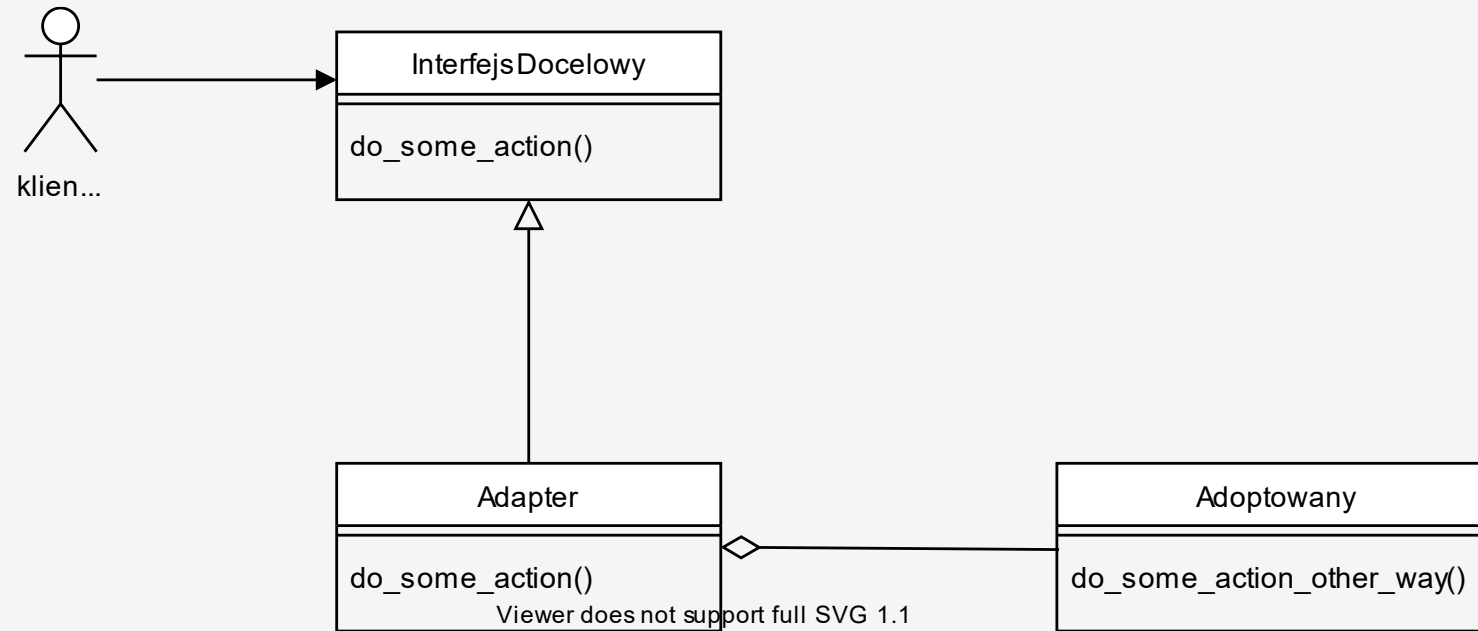 InterfejsDocelowy
do_some_action()
klien...
Adapter
Adoptowany
do_some_action()
do_some_action_other_way()
Viewer does not support full SVG 1.1